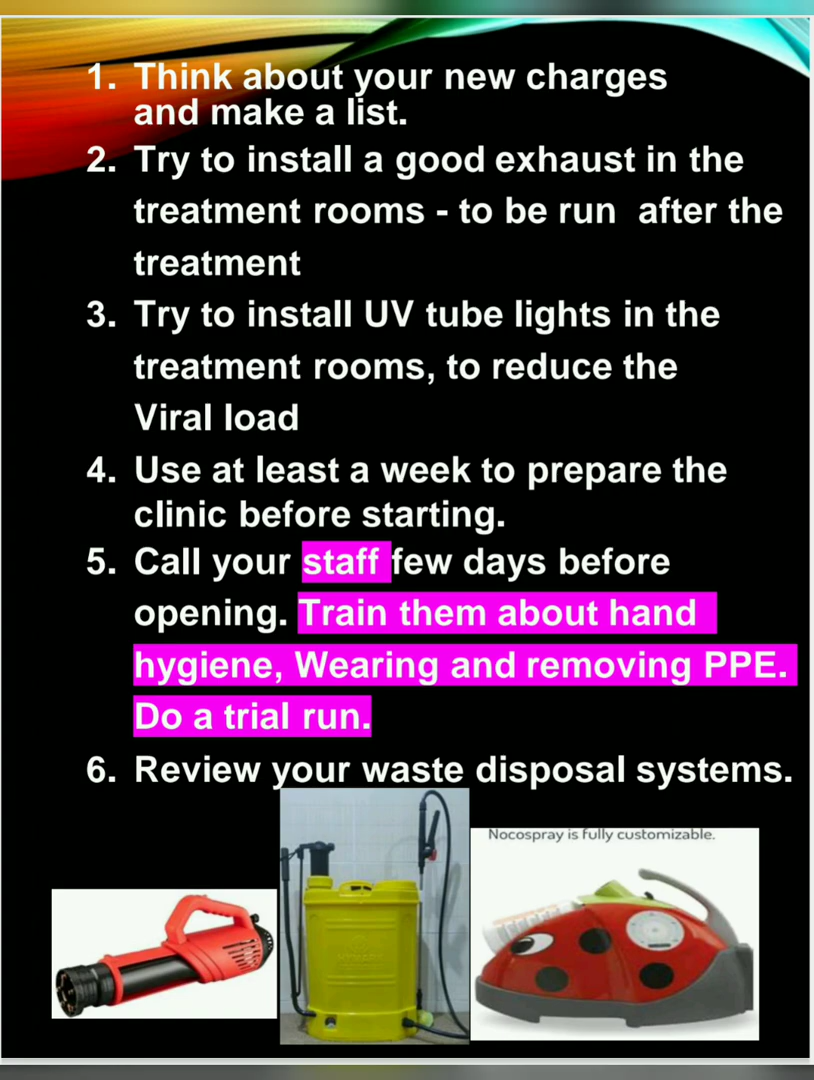 1. Think about your new charges
and make a list.
2. Try to install a good exhaust in the
treatment rooms - to be run after the
treatment
3. Try to install UV tube lights in the
treatment rooms, to reduce the
Viral load
4. Use at least a week to prepare the
clinic before starting.
5. Call your staff few days before
opening. Train them about hand
hygiene, Wearing and removing PPE.
Do a trial run.
6. Review your waste disposal systems.
Nocospray is fully customizable.